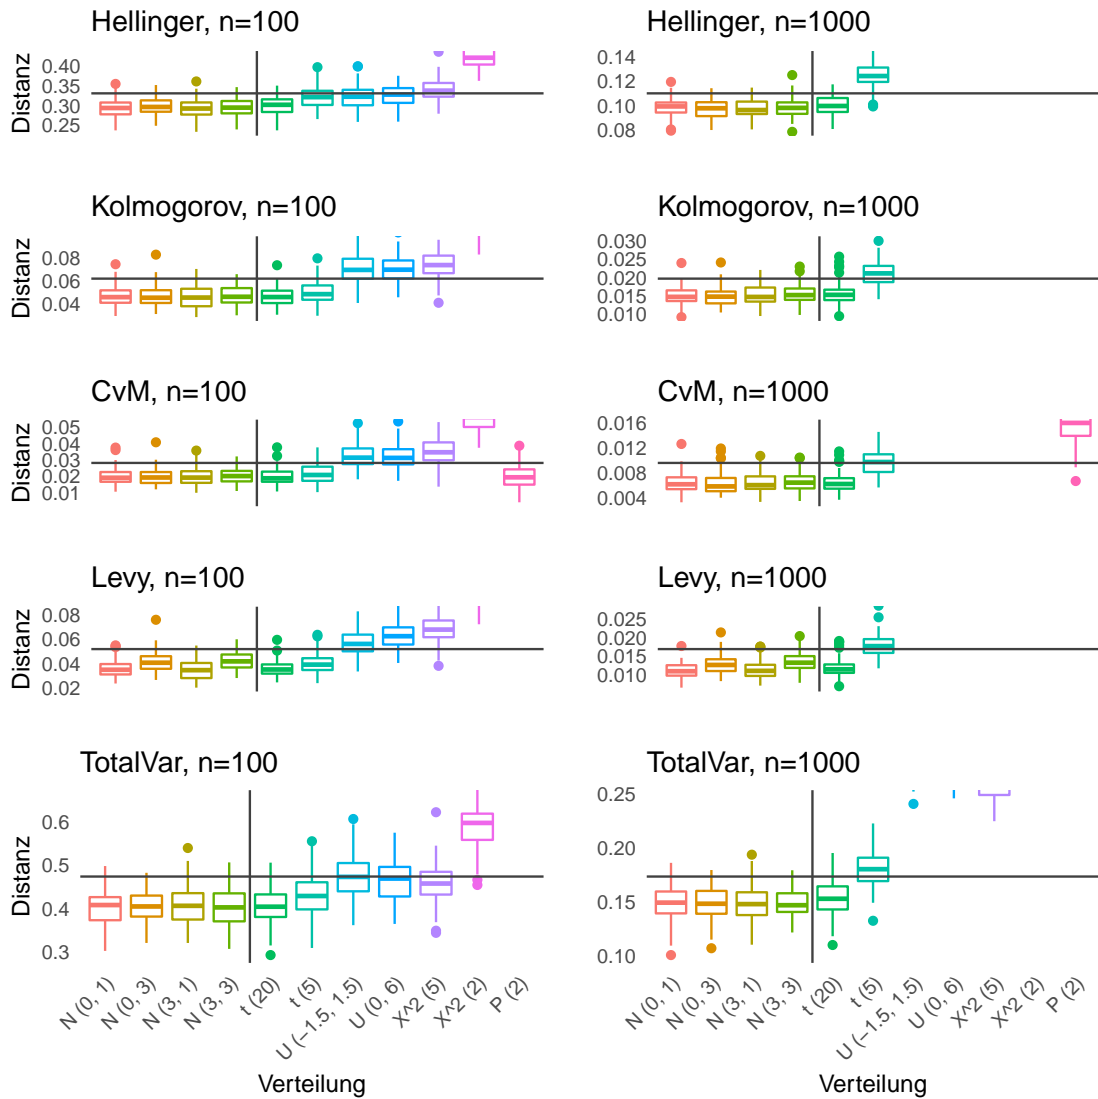 Hellinger, n=100
Distanz
0.40
0.35
0.30
0.25
Hellinger, n=1000
0.14
0.12
0.10
0.08
Kolmogorov, n=100
Distanz
0.08
0.06
0.04
Kolmogorov, n=1000
0.030
0.025
0.020
0.015
0.010
CvM, n=100
Distanz
0.05
0.04
0.03
0.02
0.01
CvM, n=1000
0.016
0.012
0.008
0.004
Levy, n=100
Distanz
0.08
0.06
0.04
0.02
Levy, n=1000
0.025
0.020
0.015
0.010
TotalVar, n=100
Distanz
0.6
0.5
0.4
0.3
N (0, 1)
N (0, 3)
N (3, 1)
N (3, 3)
t (20)
t (5)
U (−1.5, 1.5)
U (0, 6)
X^2 (5)
X^2 (2)
P (2)
Verteilung
TotalVar, n=1000
0.25
0.20
0.15
0.10
N (0, 1)
N (0, 3)
N (3, 1)
N (3, 3)
t (20)
t (5)
U (−1.5, 1.5)
U (0, 6)
X^2 (5)
X^2 (2)
P (2)
Verteilung